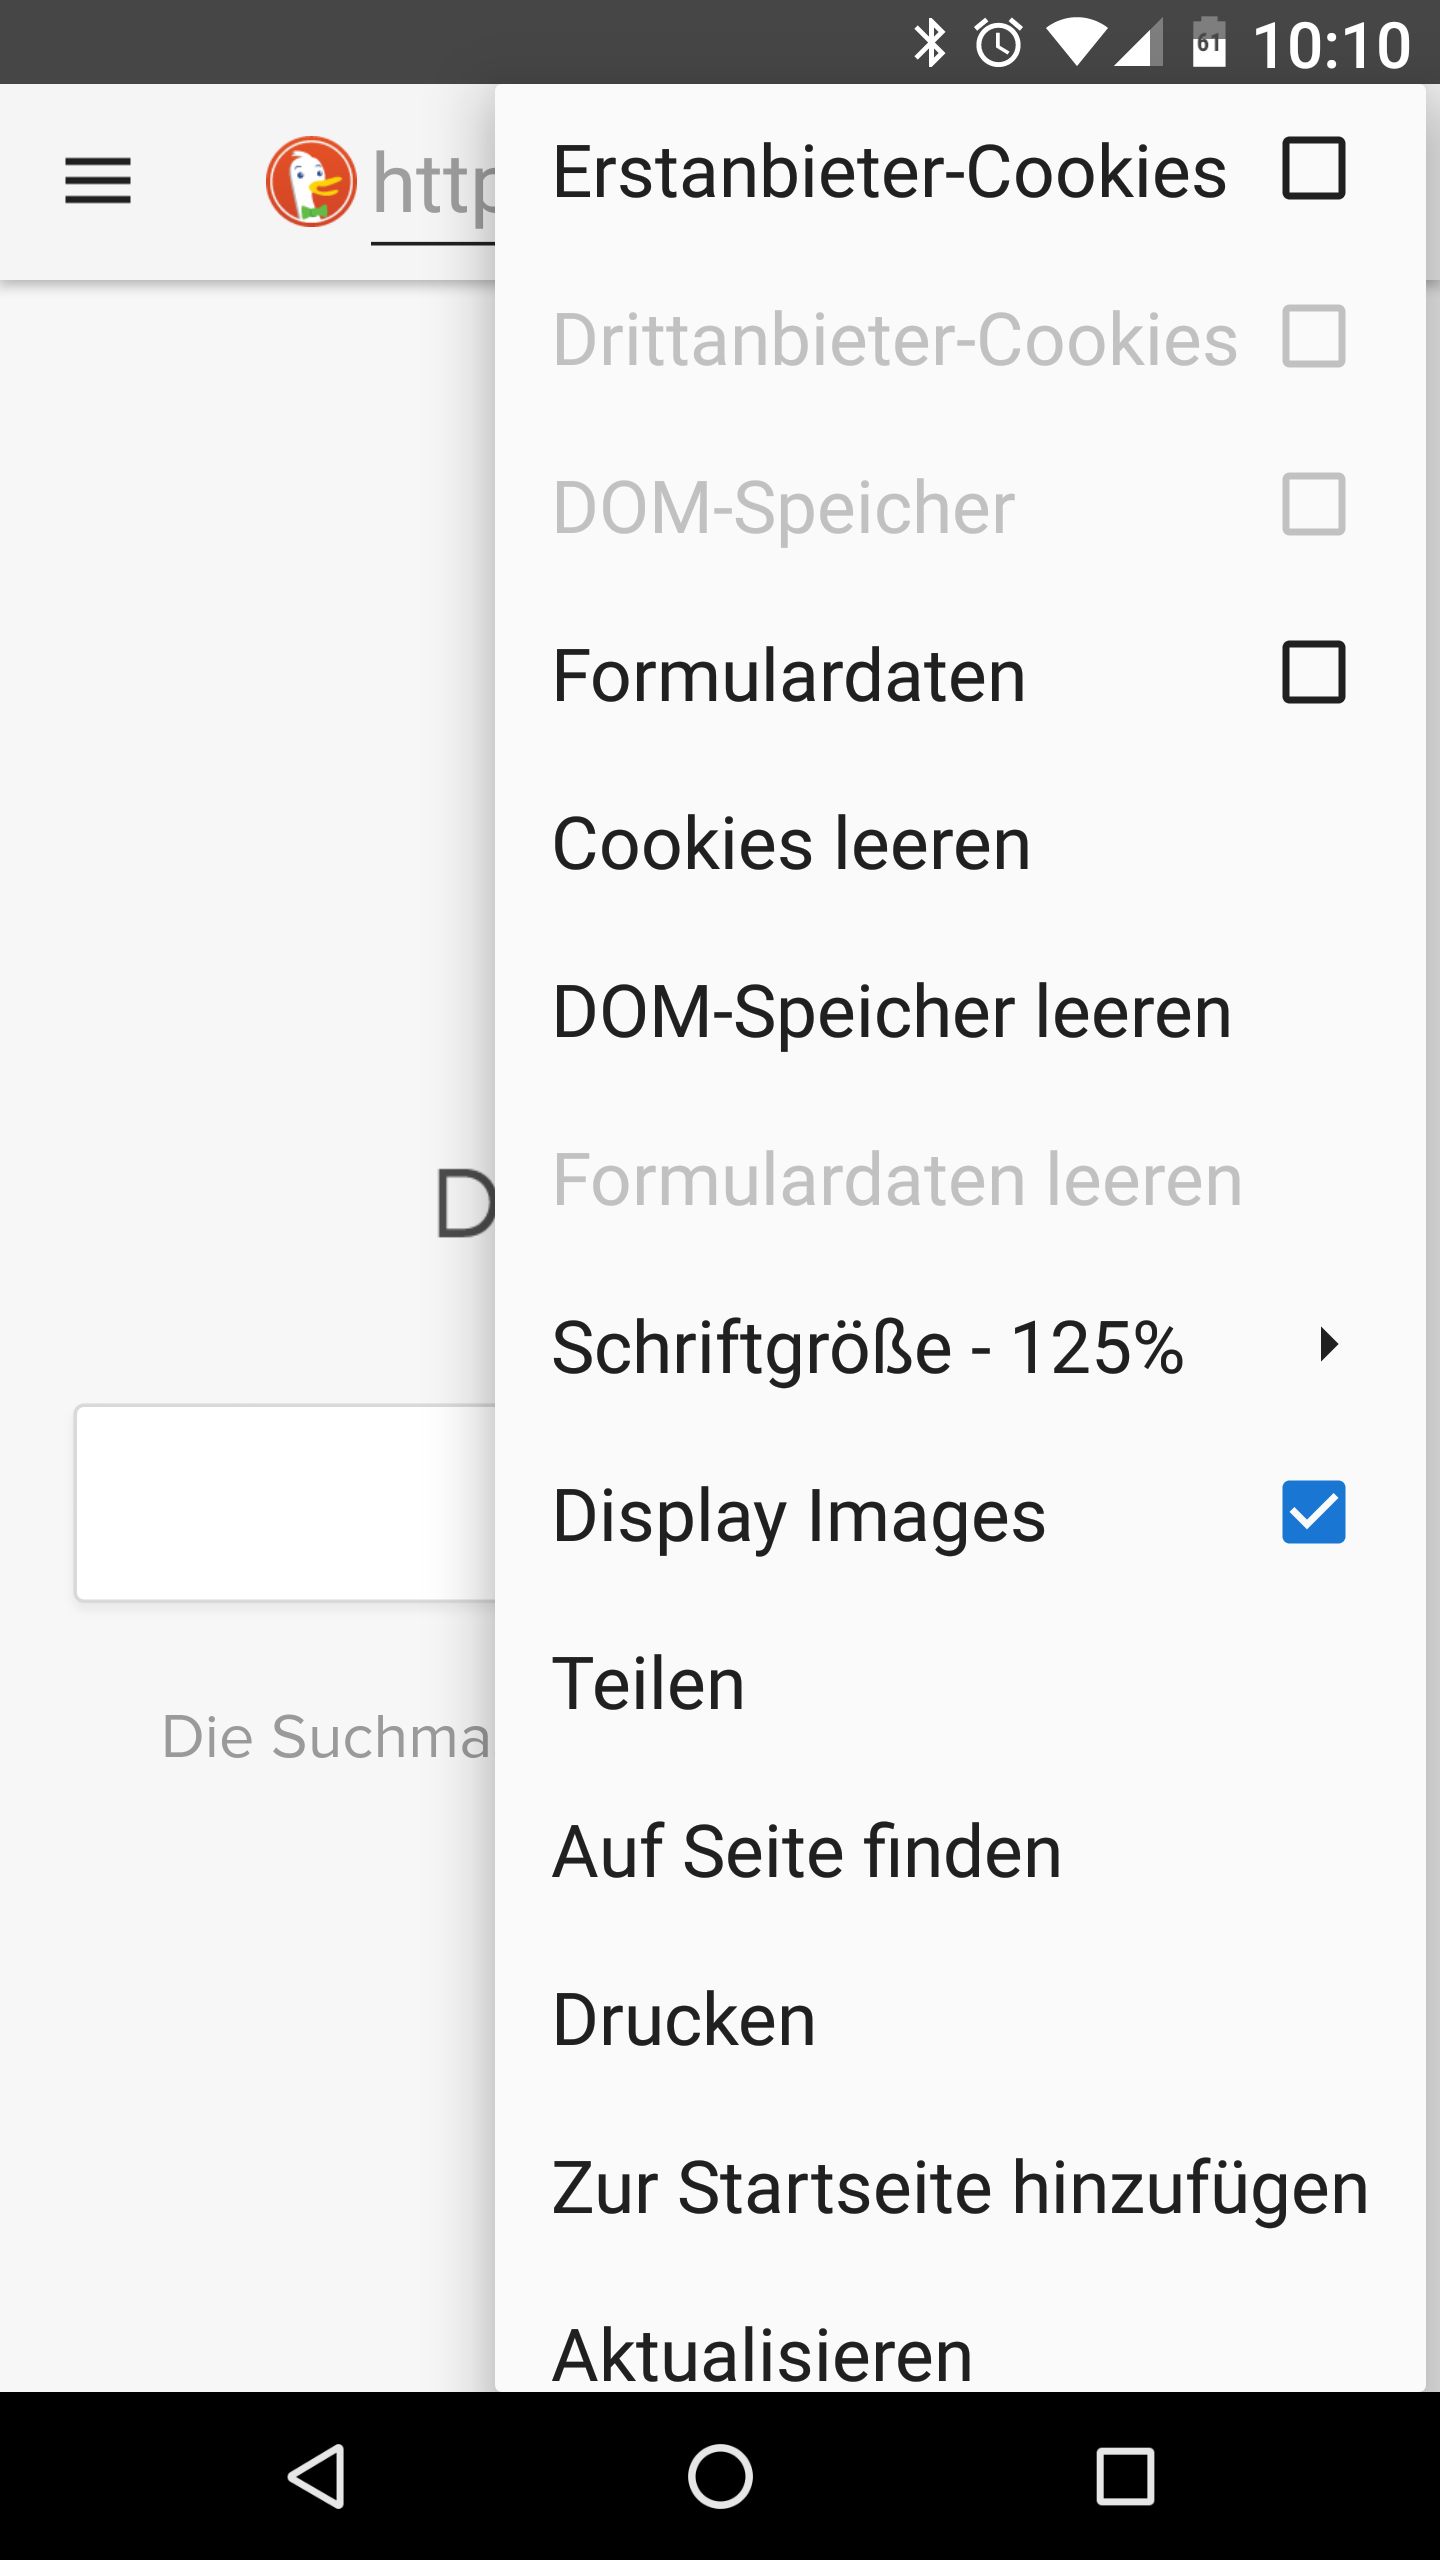 61 10:10
http
Erstanbieter-Cookies
Drittanbieter-Cookies
DOM-Speicher
Formulardaten
Cookies leeren
DOM-Speicher leeren
D
Formulardaten leeren
Schriftgröße - 125%
Display Images
Teilen
Die Suchma
Auf Seite finden
Drucken
Zur Startseite hinzufügen
Aktualisieren